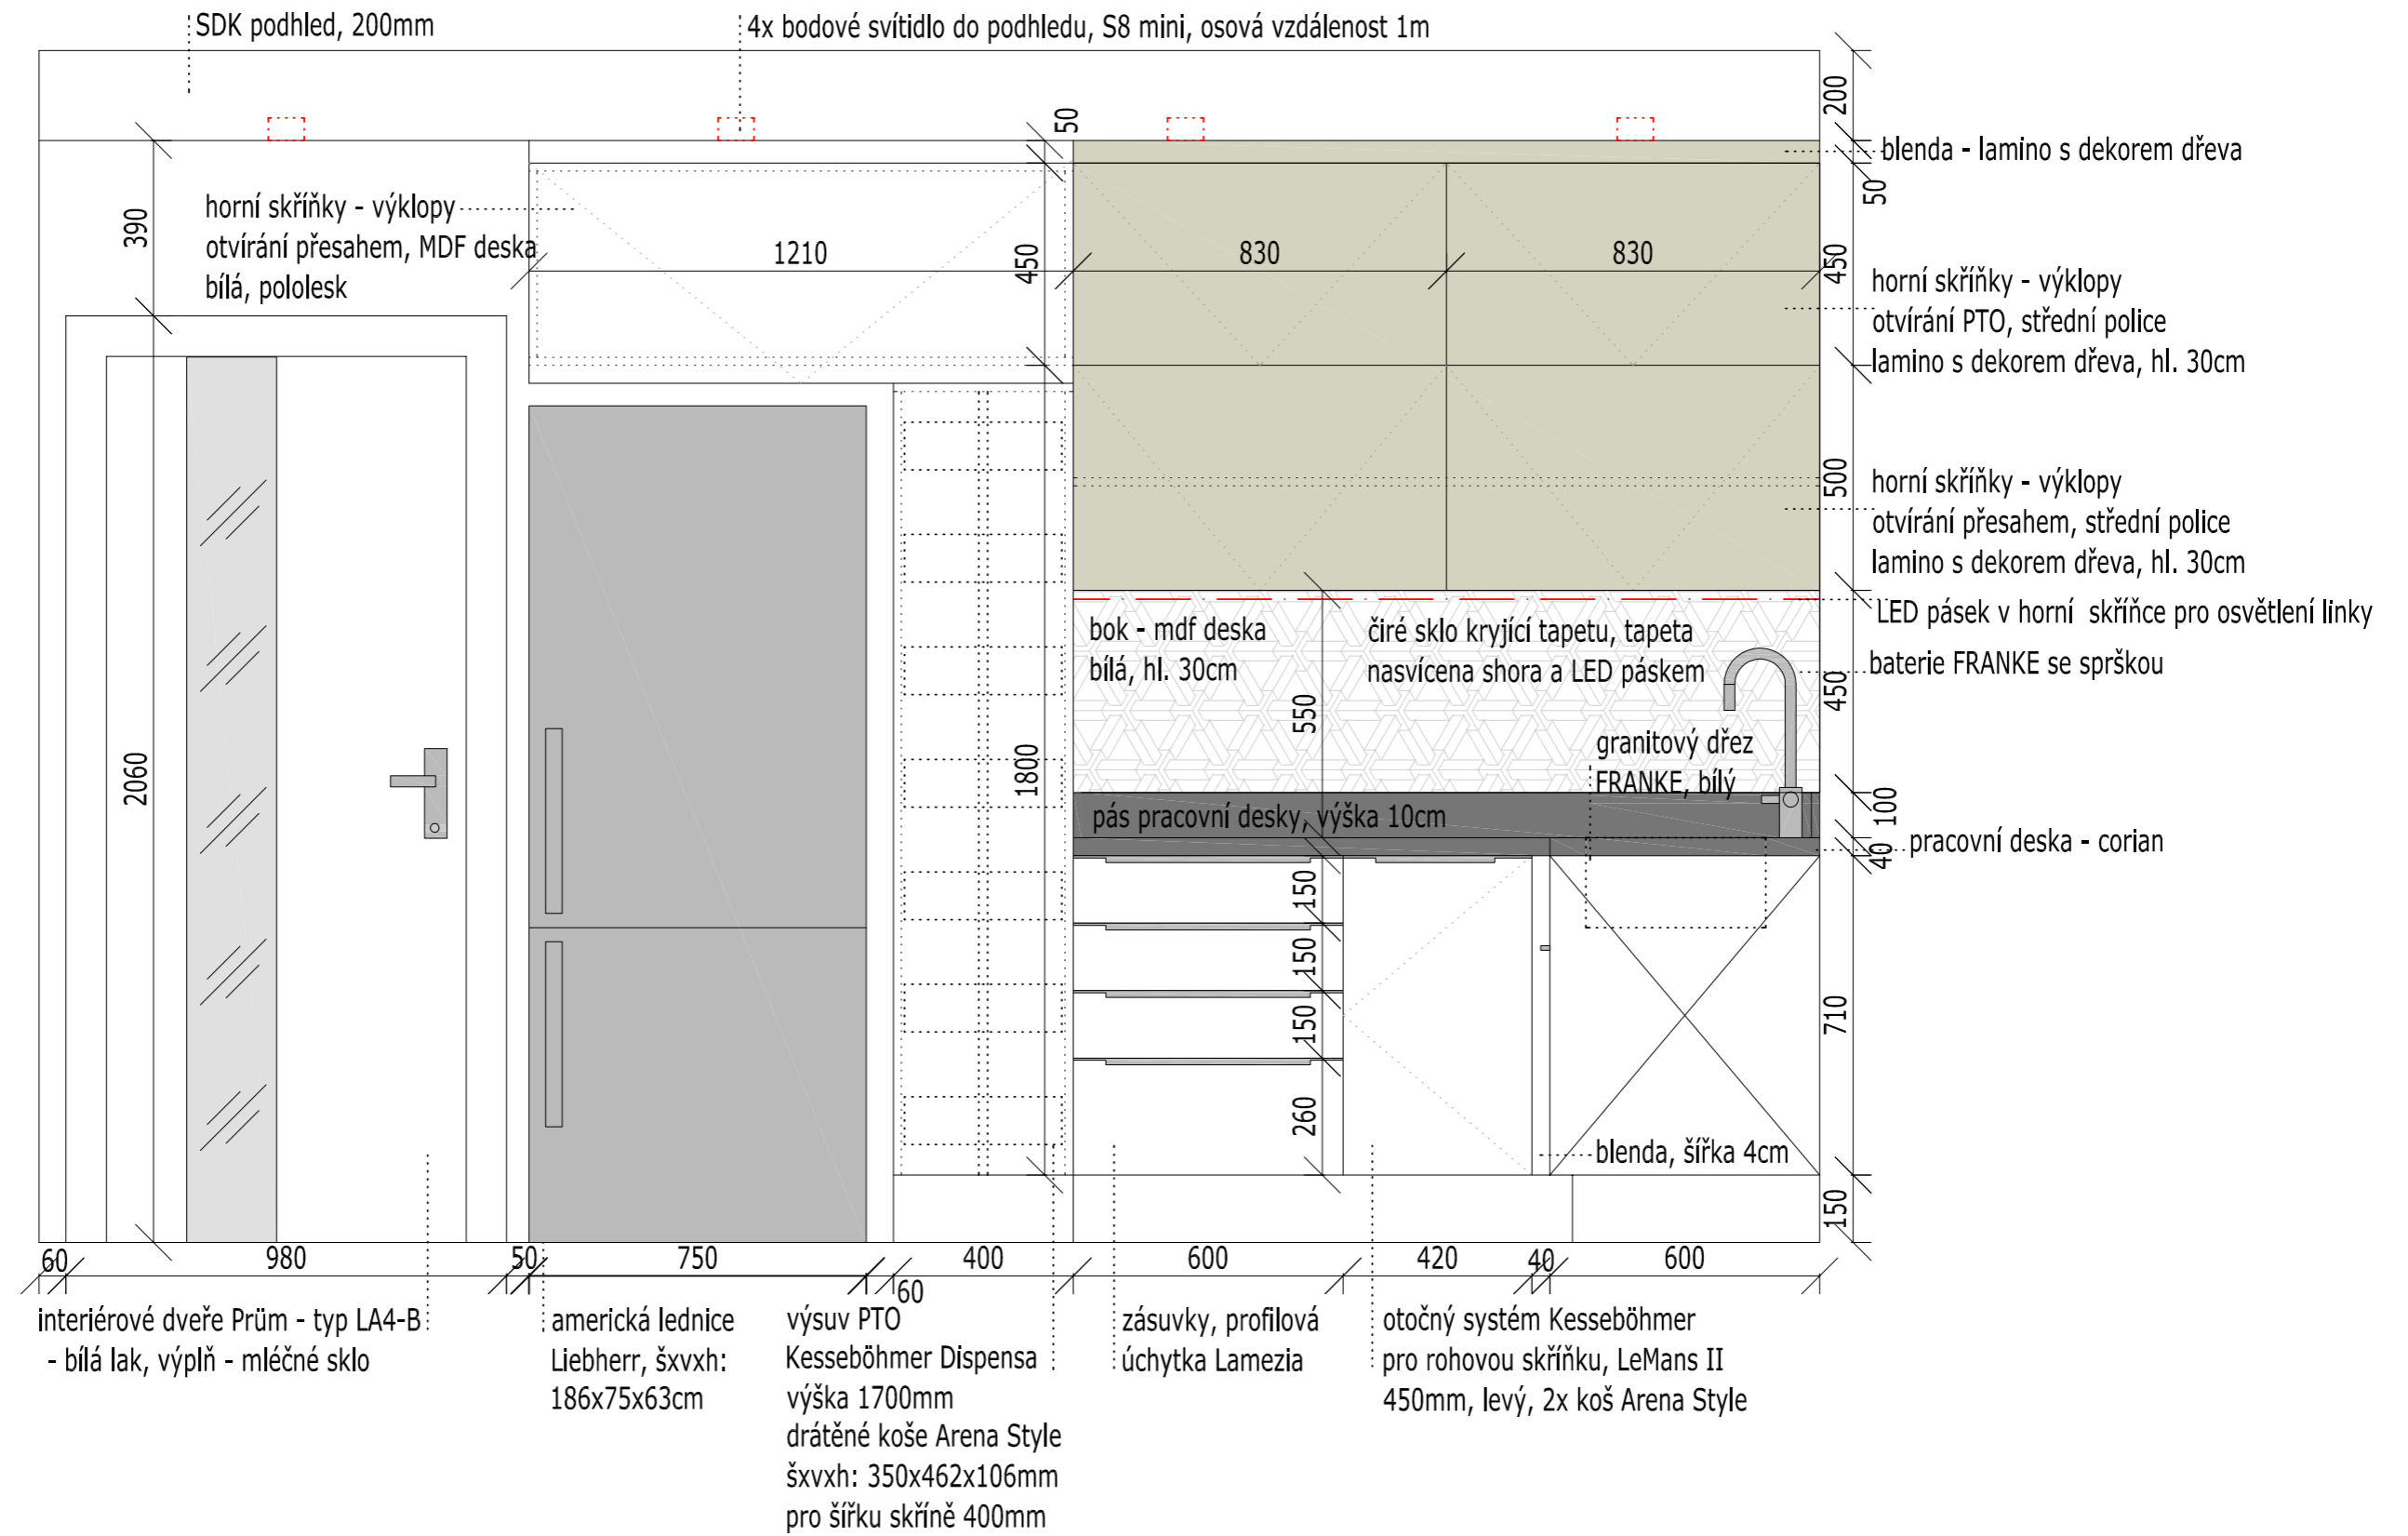 SDK podhled, 200mm
4x bodové svítidlo do podhledu, S8 mini, osová vzdálenost 1m
200
50
blenda - lamino s dekorem dřeva
50
horní skříňky - výklopy
otvírání přesahem, MDF deska
bílá, pololesk
390
1210
450
830
830
450
horní skříňky - výklopy
otvírání PTO, střední police
lamino s dekorem dřeva, hl. 30cm
500
horní skříňky - výklopy
otvírání přesahem, střední police
lamino s dekorem dřeva, hl. 30cm
LED pásek v horní  skříňce pro osvětlení linky
bok - mdf deska
bílá, hl. 30cm
čiré sklo kryjící tapetu, tapeta
nasvícena shora a LED páskem
baterie FRANKE se sprškou
450
550
granitový dřez
FRANKE, bílý
2060
1800
pás pracovní desky, výška 10cm
100
pracovní deska - corian
40
150
150
150
260
710
blenda, šířka 4cm
150
60
980
50
750
60
400
600
420
40
600
interiérové dveře Prüm - typ LA4-B
- bílá lak, výplň - mléčné sklo
americká lednice
Liebherr, šxvxh:
186x75x63cm
výsuv PTO
Kesseböhmer Dispensa
výška 1700mm
drátěné koše Arena Style
šxvxh: 350x462x106mm
pro šířku skříně 400mm
zásuvky, profilová
úchytka Lamezia
otočný systém Kesseböhmer
pro rohovou skříňku, LeMans II
450mm, levý, 2x koš Arena Style